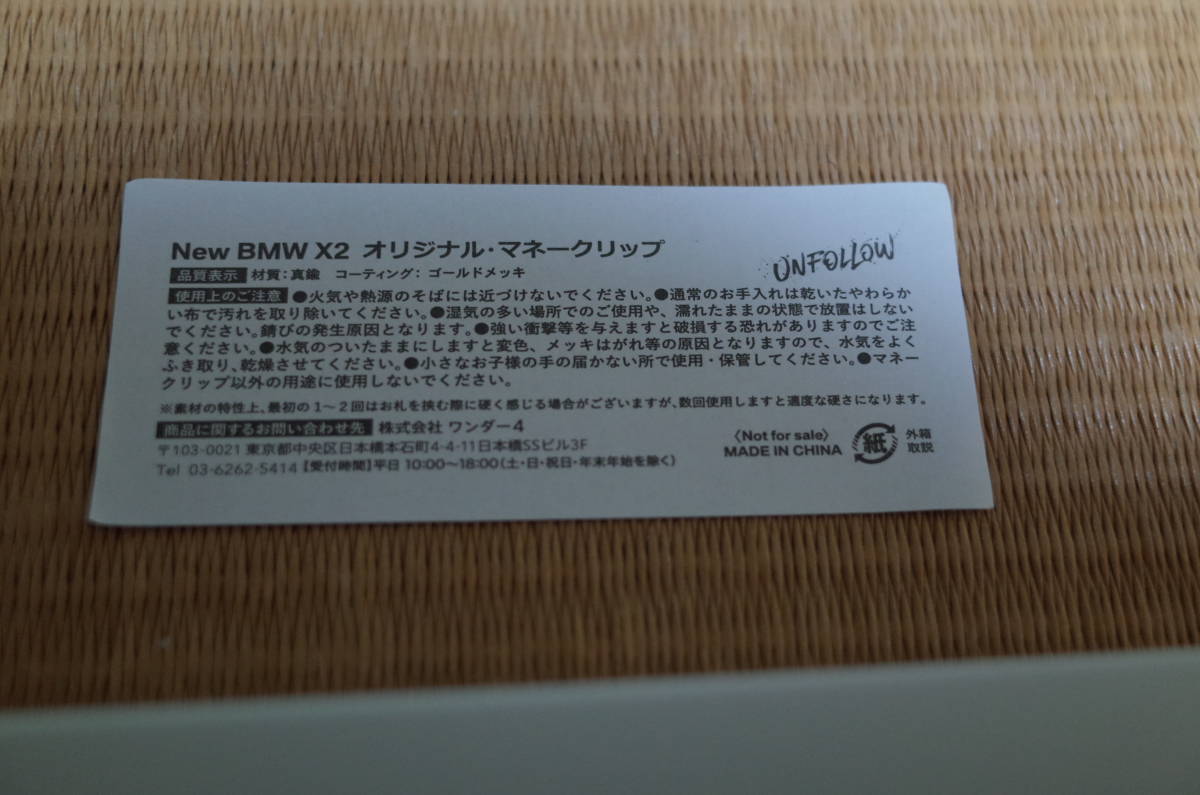 New BMW X2 オリジナル・マネークリップ
UNFOLLOW
品質表示 材質：真鍮 コーティング：ゴールドメッキ
使用上のご注意 ●火気や熱源のそばには近づけないでください。●通常のお手入れは乾いたやわらか
い布で汚れを取り除いてください。●湿気の多い場所でのご使用や、濡れたままの状態で放置はしない
でください。錆びの発生原因となります。●強い衝撃等を与えますと破損する恐れがありますのでご注
意ください。●水気のついたままにしますと変色、メッキはがれ等の原因となりますので、水気をよく
ふき取り、乾燥させてください。●小さなお子様の手の届かない所で使用・保管してください。●マネー
クリップ以外の用途に使用しないでください。
※素材の特性上、最初の1～2回はお札を挟む際に硬く感じる場合がございますが、数回使用しますと適度な硬さになります。
商品に関するお問い合わせ先 株式会社 ワンダー4
〒103-0021 東京都中央区日本橋本石町4-4-11日本橋SSビル3F
Tel 03-6262-5414【受付時間】平日 10:00～18:00（土・日・祝日・年末年始を除く）
〈Not for sale〉
MADE IN CHINA
紙
外箱
取説